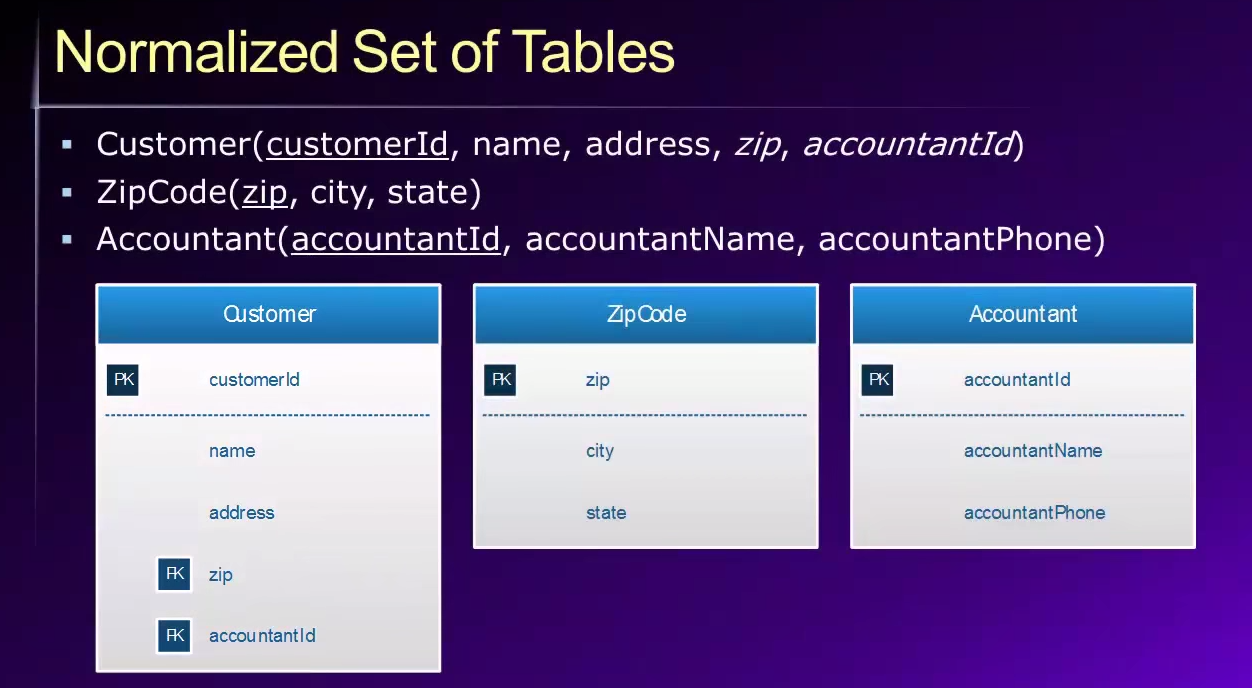 Normalized Set of Tables
▪ Customer(customerId, name, address, zip, accountantId)
▪ ZipCode(zip, city, state)
▪ Accountant(accountantId, accountantName, accountantPhone)
Customer
PK customerId
name
address
FK zip
FK accountantId
ZipCode
PK zip
city
state
Accountant
PK accountantId
accountantName
accountantPhone